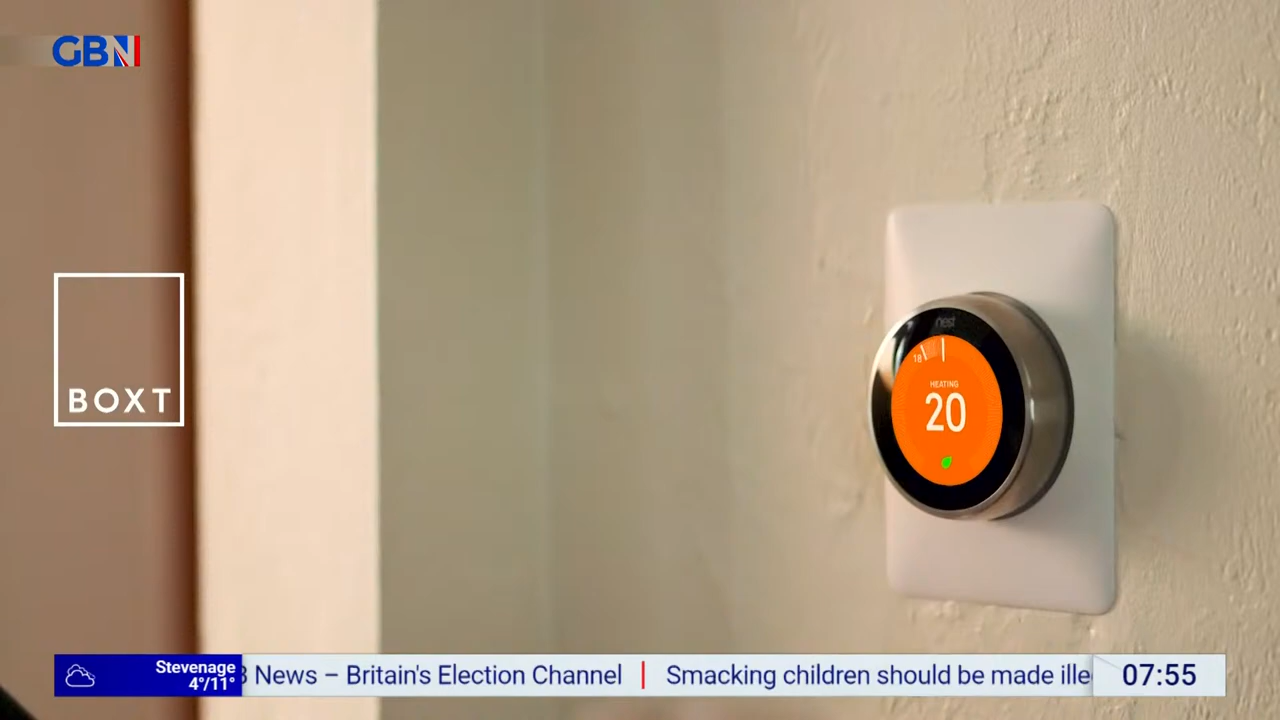 GBN
BOXT
nest
18
HEATING
20
Stevenage
4°/11°
News – Britain's Election Channel | Smacking children should be made
07:55